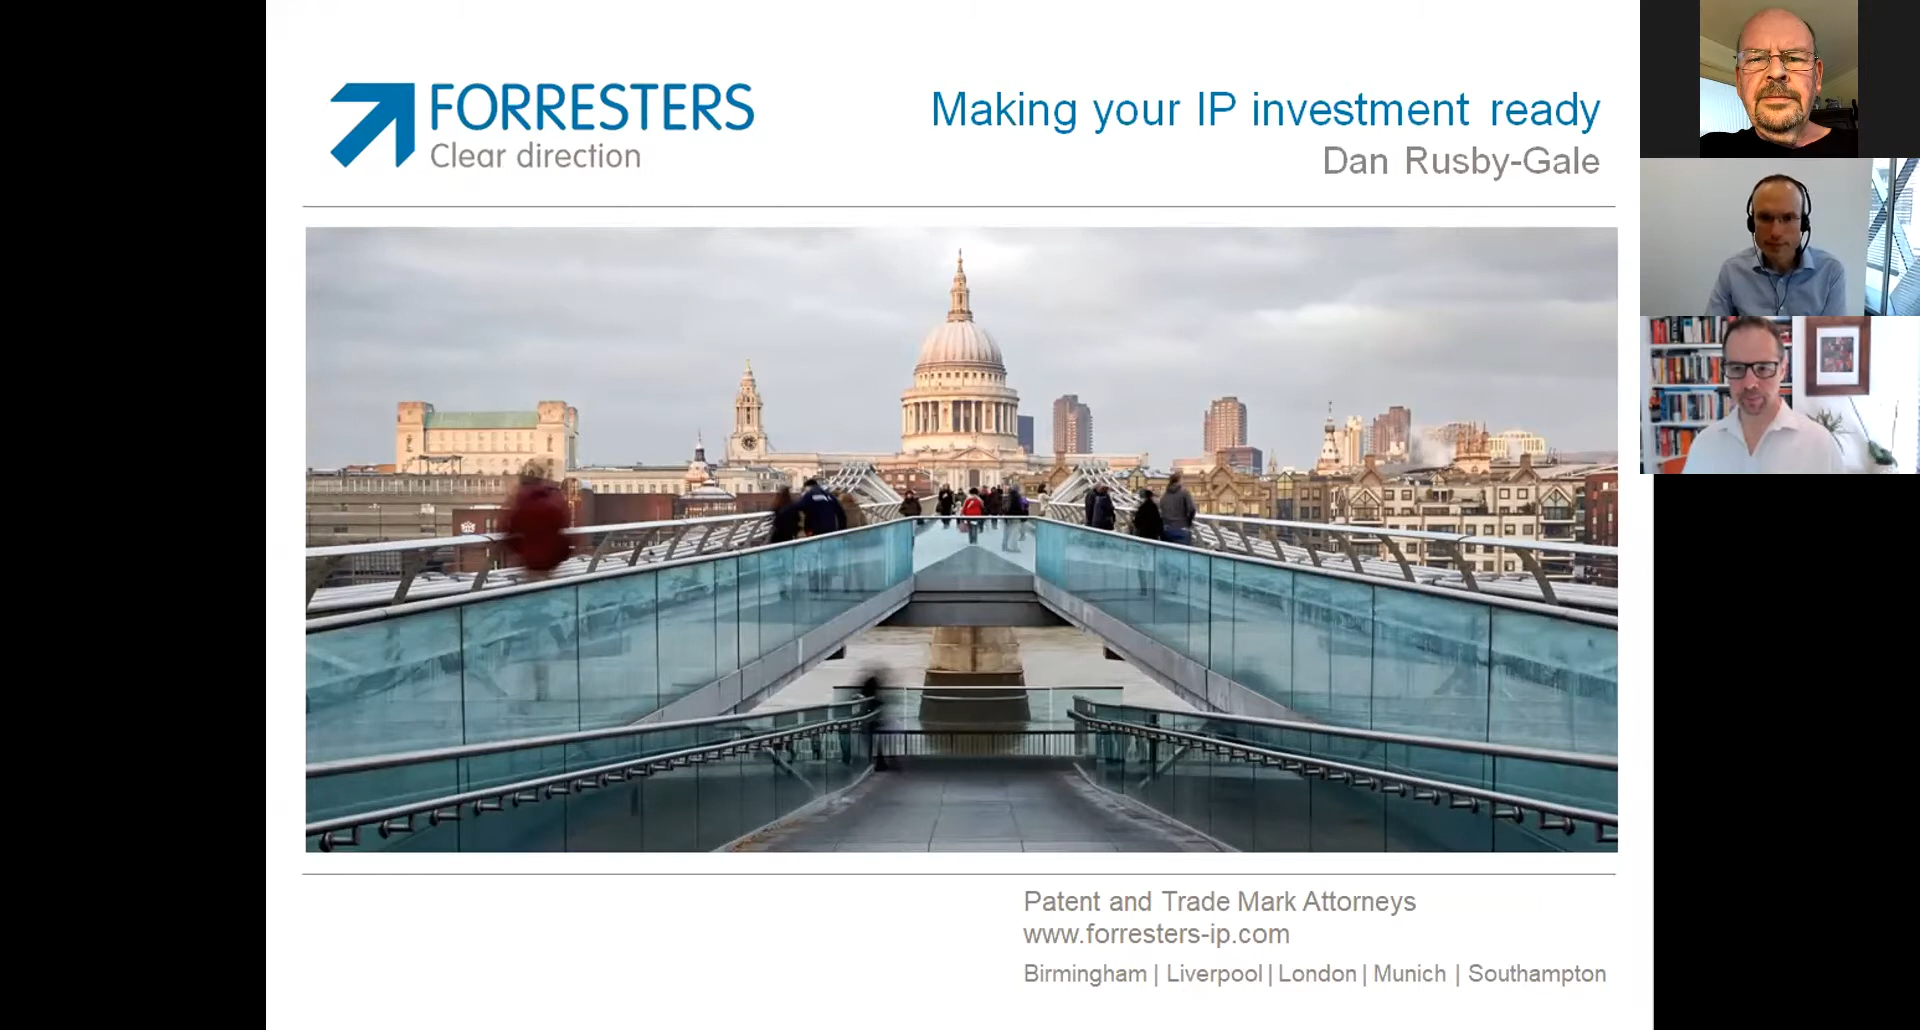 FORRESTERS
Clear direction
Making your IP investment ready
Dan Rusby-Gale
Patent and Trade Mark Attorneys
www.forresters-ip.com
Birmingham | Liverpool | London | Munich | Southampton